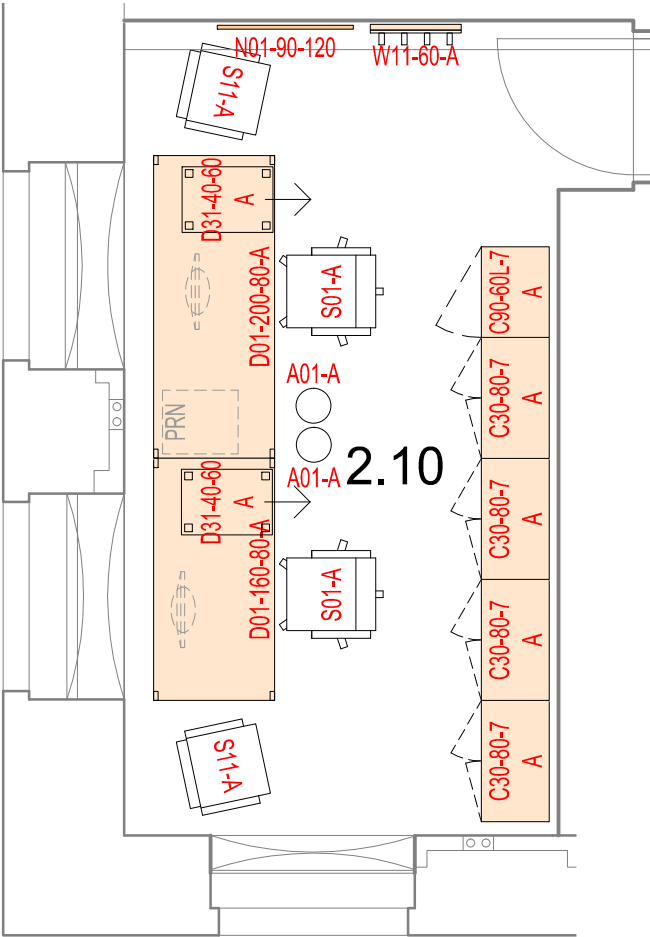 N01-90-120
W11-60-A
S11-A
D31-40-60
A
D01-200-80-A
S01-A
C90-60L-7
A
C30-80-7
A
A01-A
PRN
A01-A
2.10
D31-40-60
A
C30-80-7
A
D01-160-80-A
S01-A
C30-80-7
A
S11-A
C30-80-7
A